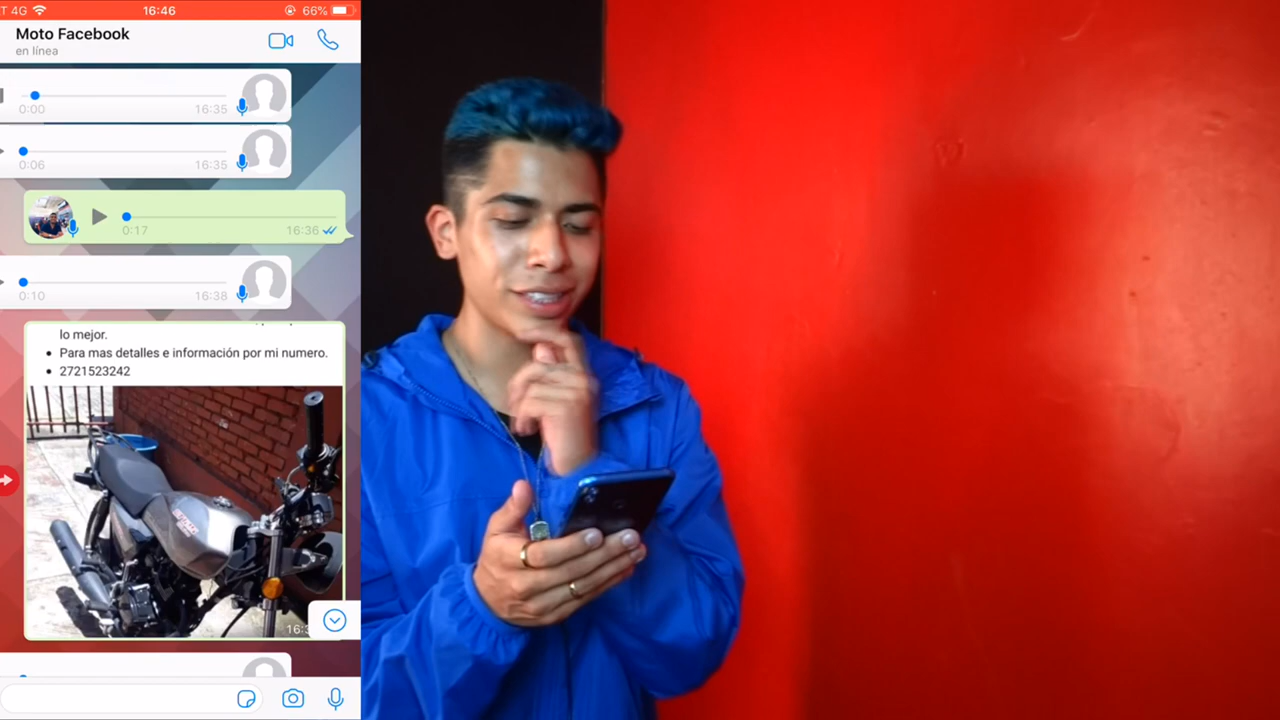 T 4G 16:46 66%
Moto Facebook
en línea
0:00 16:35
0:06 16:35
0:17 16:36
0:10 16:38
lo mejor.
• Para mas detalles e información por mi numero.
• 2721523242